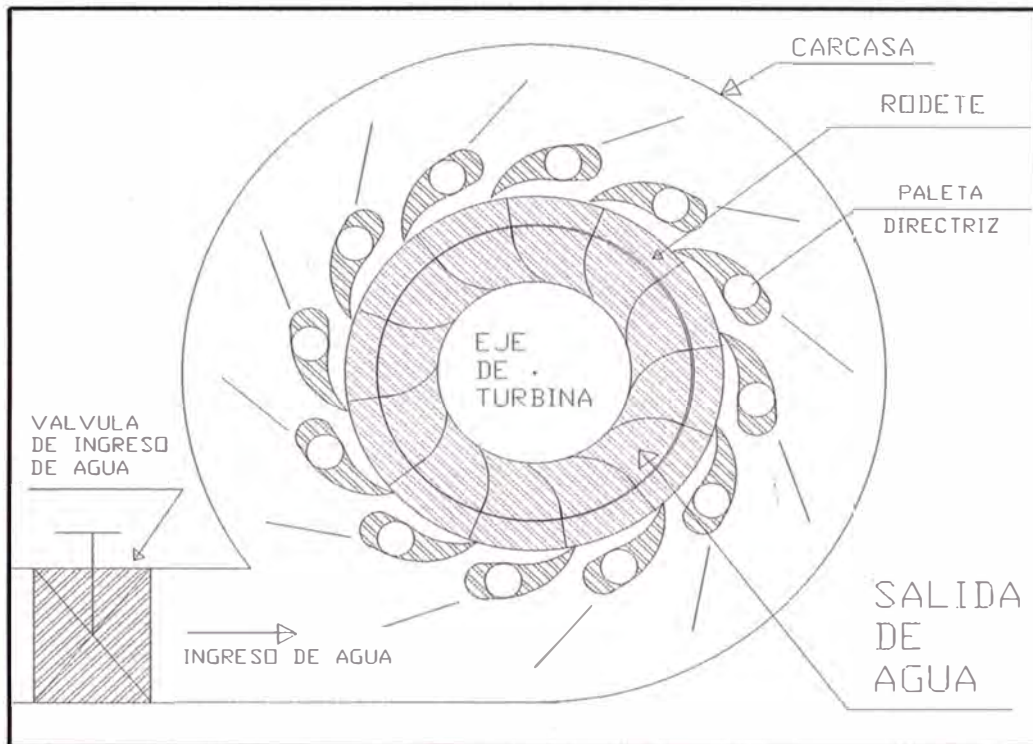 CARCASA
RODETE
PALETA
DIRECTRIZ
EJE
DE
TURBINA
VALVULA
DE INGRESO
DE AGUA
INGRESO DE AGUA
SALIDA
DE
AGUA